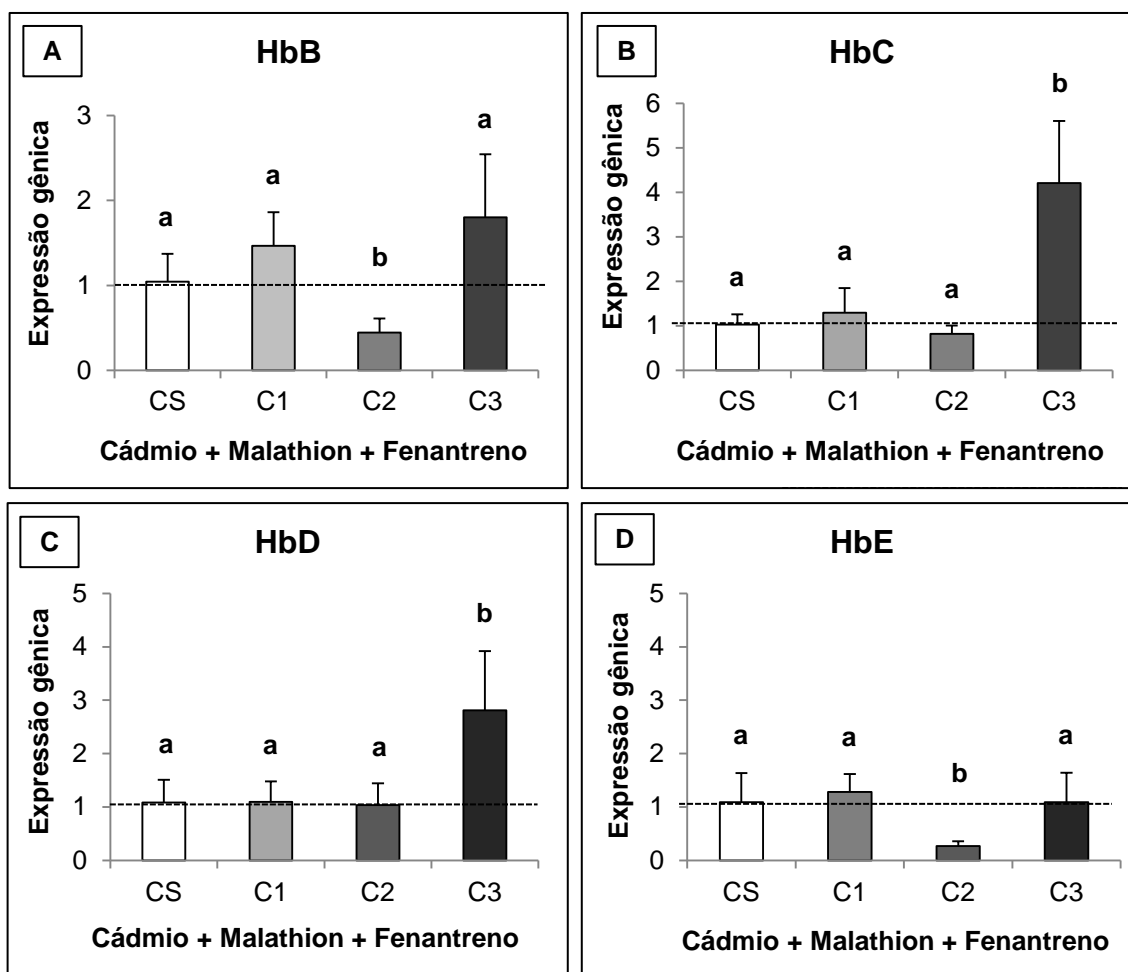 A
HbB
Expressão gênica
3
2
1
0
a
a
b
a
CS C1 C2 C3
Cádmio + Malathion + Fenantreno
B
HbC
Expressão gênica
6
5
4
3
2
1
0
a
a
a
b
CS C1 C2 C3
Cádmio + Malathion + Fenantreno
C
HbD
Expressão gênica
5
4
3
2
1
0
a
a
a
b
CS C1 C2 C3
Cádmio + Malathion + Fenantreno
D
HbE
Expressão gênica
5
4
3
2
1
0
a
a
b
a
CS C1 C2 C3
Cádmio + Malathion + Fenantreno